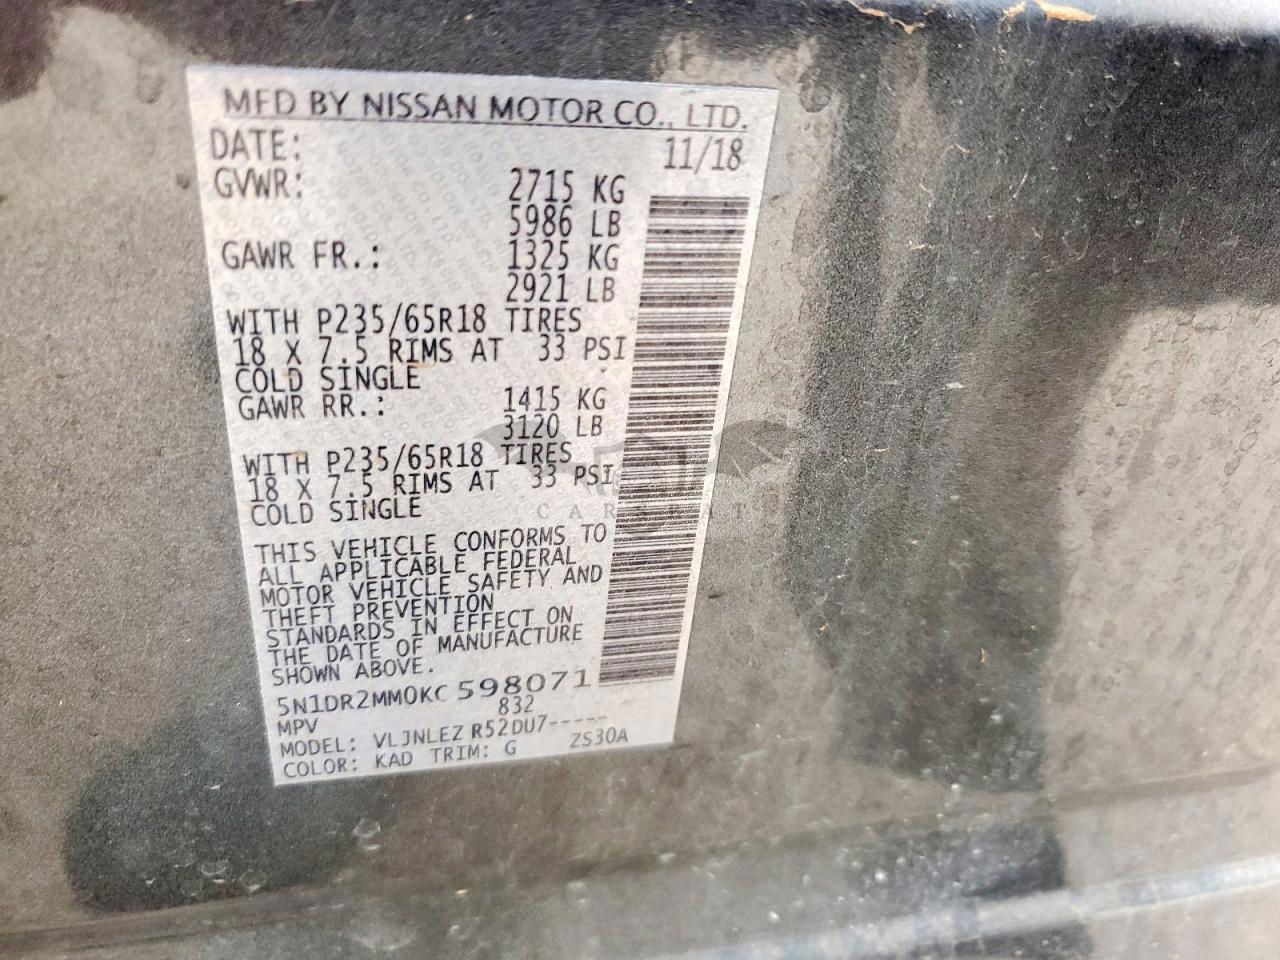 MFD BY NISSAN MOTOR CO., LTD.
DATE: 11/18
GVWR: 2715 KG
5986 LB
GAWR FR.: 1325 KG
2921 LB
WITH P235/65R18 TIRES
18 X 7.5 RIMS AT 33 PSI
COLD SINGLE
GAWR RR.: 1415 KG
3120 LB
WITH P235/65R18 TIRES
18 X 7.5 RIMS AT 33 PSI
COLD SINGLE
THIS VEHICLE CONFORMS TO
ALL APPLICABLE FEDERAL
MOTOR VEHICLE SAFETY AND
THEFT PREVENTION
STANDARDS IN EFFECT ON
THE DATE OF MANUFACTURE
SHOWN ABOVE.
5N1DR2MM0KC 598071
MPV 832
MODEL: VLJNLEZ R52DU7-----
COLOR: KAD TRIM: G ZS30A